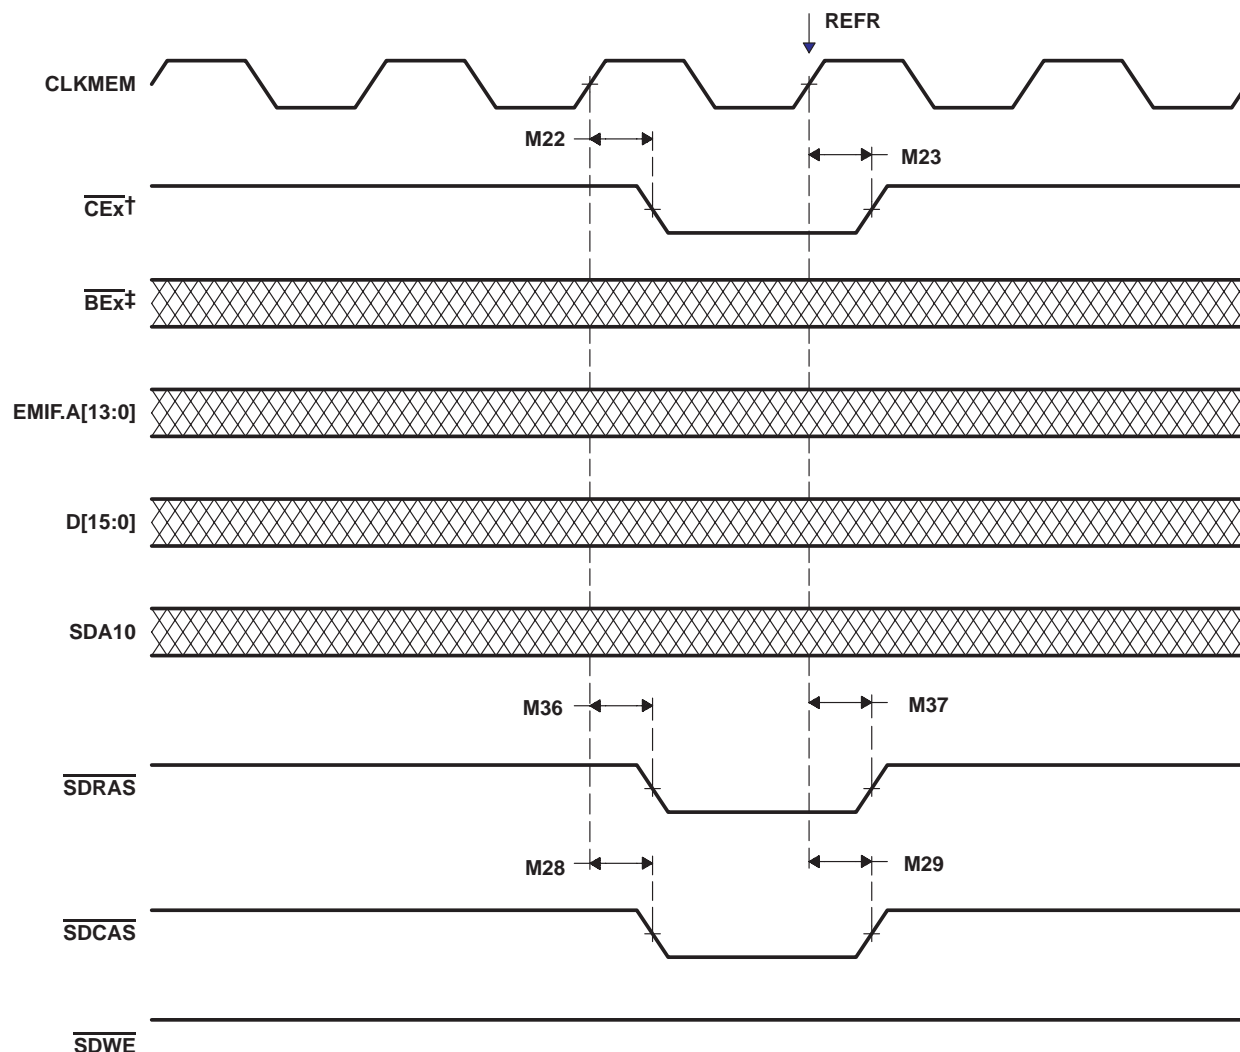 REFR
CLKMEM
M22
M23
CEx†
BEx‡
EMIF.A[13:0]
D[15:0]
SDA10
M36
M37
SDRAS
M28
M29
SDCAS
SDWE